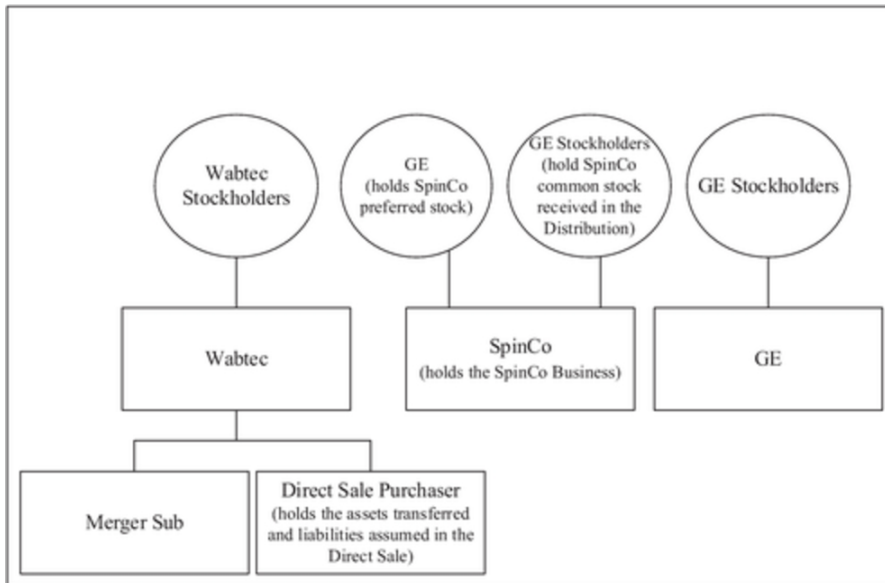 Wabtec
Stockholders
GE
(holds SpinCo
preferred stock)
GE Stockholders
(hold SpinCo
common stock
received in the
Distribution)
GE Stockholders
Wabtec
SpinCo
(holds the SpinCo Business)
GE
Merger Sub
Direct Sale Purchaser
(holds the assets transferred
and liabilities assumed in the
Direct Sale)